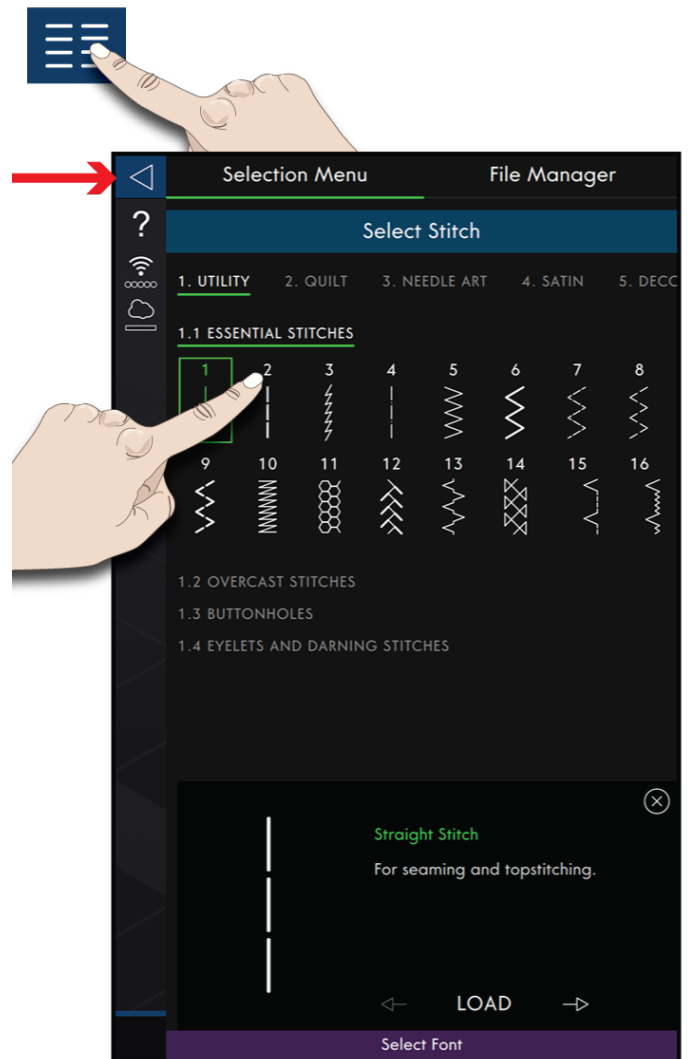 Selection Menu File Manager
?
Select Stitch
1. UTILITY 2. QUILT 3. NEEDLE ART 4. SATIN 5. DECC
1.1 ESSENTIAL STITCHES
1 2 3 4 5 6 7 8
9 10 11 12 13 14 15 16
1.2 OVERCAST STITCHES
1.3 BUTTONHOLES
1.4 EYELETS AND DARNING STITCHES
Straight Stitch
For seaming and topstitching.
LOAD
Select Font